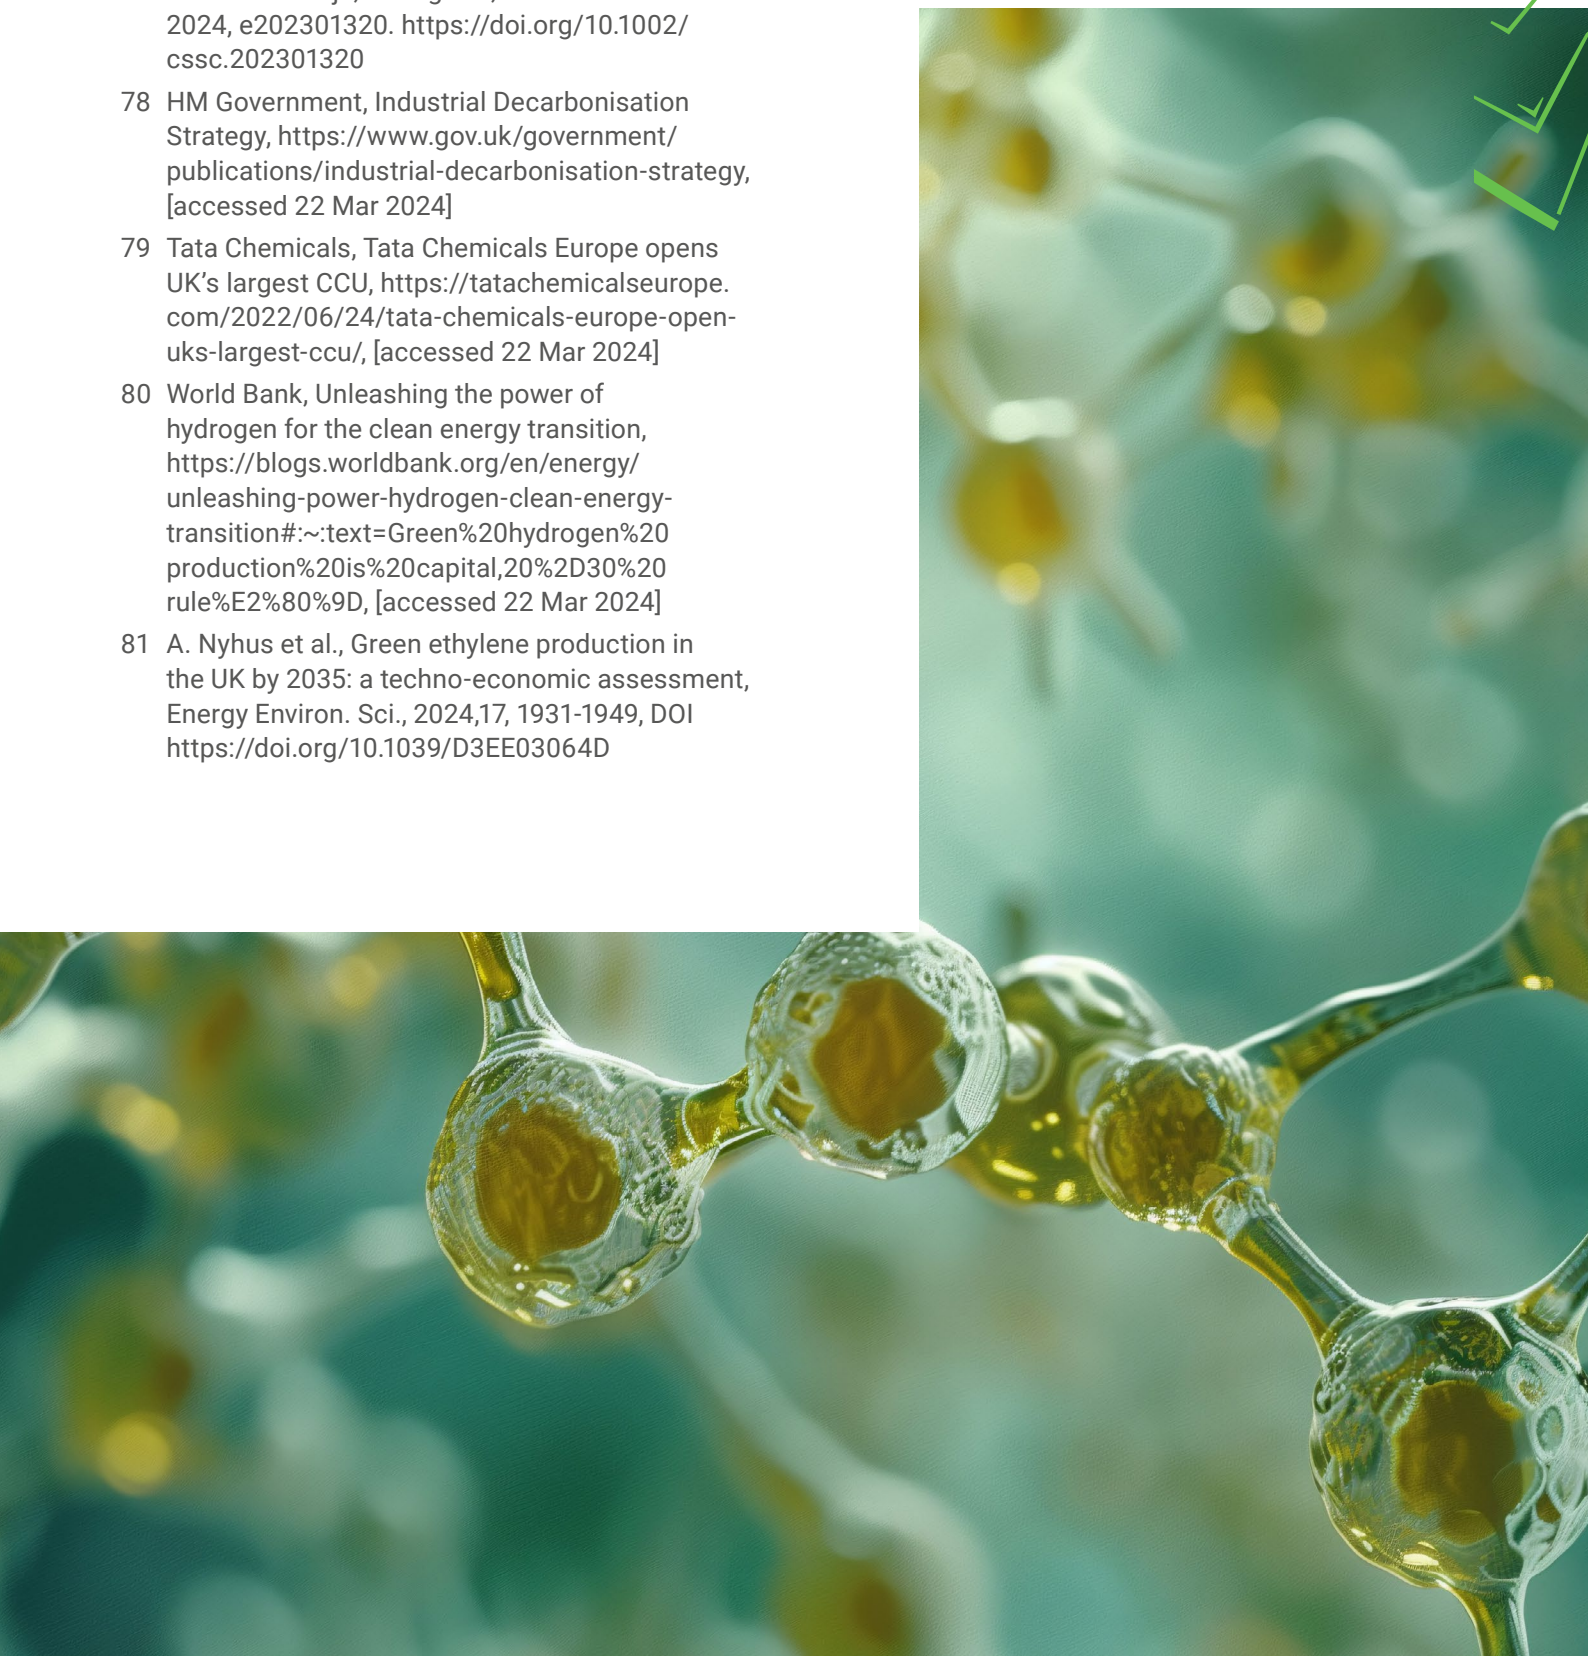 2024, e202301320. https://doi.org/10.1002/
cssc.202301320
78 HM Government, Industrial Decarbonisation
Strategy, https://www.gov.uk/government/
publications/industrial-decarbonisation-strategy,
[accessed 22 Mar 2024]
79 Tata Chemicals, Tata Chemicals Europe opens
UK’s largest CCU, https://tatachemicalseurope.
com/2022/06/24/tata-chemicals-europe-open-
uks-largest-ccu/, [accessed 22 Mar 2024]
80 World Bank, Unleashing the power of
hydrogen for the clean energy transition,
https://blogs.worldbank.org/en/energy/
unleashing-power-hydrogen-clean-energy-
transition#:~:text=Green%20hydrogen%20
production%20is%20capital,20%2D30%20
rule%E2%80%9D, [accessed 22 Mar 2024]
81 A. Nyhus et al., Green ethylene production in
the UK by 2035: a techno-economic assessment,
Energy Environ. Sci., 2024,17, 1931-1949, DOI
https://doi.org/10.1039/D3EE03064D